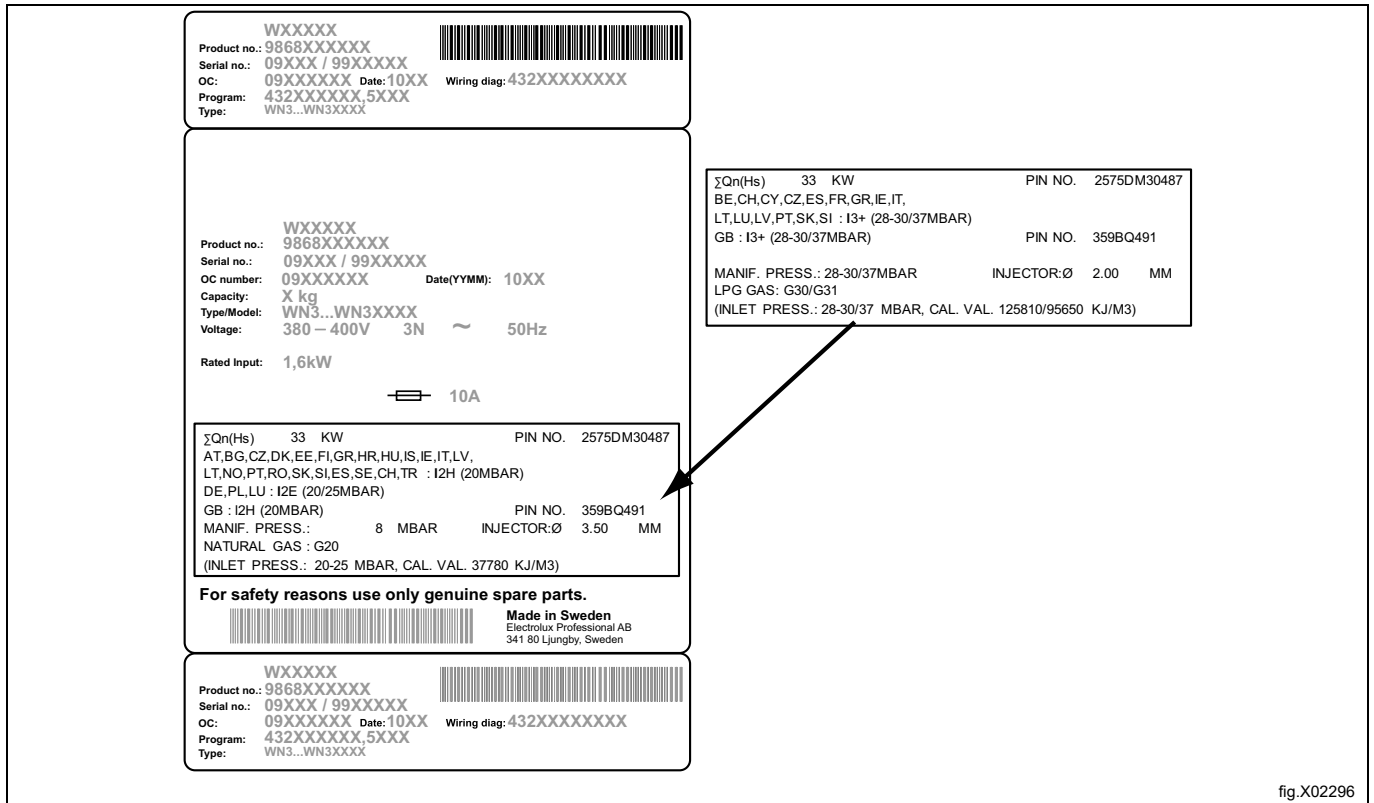 WXXXXX
Product no.: 9868XXXXXX
Serial no.: 09XXX / 99XXXXX
OC: 09XXXXXX Date: 10XX Wiring diag: 432XXXXXXXX
Program: 432XXXXXX,5XXX
Type: WN3...WN3XXXX
WXXXXX
Product no.: 9868XXXXXX
Serial no.: 09XXX / 99XXXXX
OC number: 09XXXXXX Date(YYMM): 10XX
Capacity: X kg
Type/Model: WN3...WN3XXXX
Voltage: 380 – 400V 3N ~ 50Hz
Rated Input: 1,6kW
10A
∑Qn(Hs) 33 KW PIN NO. 2575DM30487
AT,BG,CZ,DK,EE,FI,GR,HR,HU,IS,IE,IT,LV,
LT,NO,PT,RO,SK,SI,ES,SE,CH,TR : I2H (20MBAR)
DE,PL,LU : I2E (20/25MBAR)
GB : I2H (20MBAR) PIN NO. 359BQ491
MANIF. PRESS.: 8 MBAR INJECTOR:Ø 3.50 MM
NATURAL GAS : G20
(INLET PRESS.: 20-25 MBAR, CAL. VAL. 37780 KJ/M3)
For safety reasons use only genuine spare parts.
Made in Sweden
Electrolux Professional AB
341 80 Ljungby, Sweden
WXXXXX
Product no.: 9868XXXXXX
Serial no.: 09XXX / 99XXXXX
OC: 09XXXXXX Date: 10XX Wiring diag: 432XXXXXXXX
Program: 432XXXXXX,5XXX
Type: WN3...WN3XXXX
∑Qn(Hs) 33 KW PIN NO. 2575DM30487
BE,CH,CY,CZ,ES,FR,GR,IE,IT,
LT,LU,LV,PT,SK,SI : I3+ (28-30/37MBAR)
GB : I3+ (28-30/37MBAR) PIN NO. 359BQ491
MANIF. PRESS.: 28-30/37MBAR INJECTOR:Ø 2.00 MM
LPG GAS: G30/G31
(INLET PRESS.: 28-30/37 MBAR, CAL. VAL. 125810/95650 KJ/M3)
fig.X02296